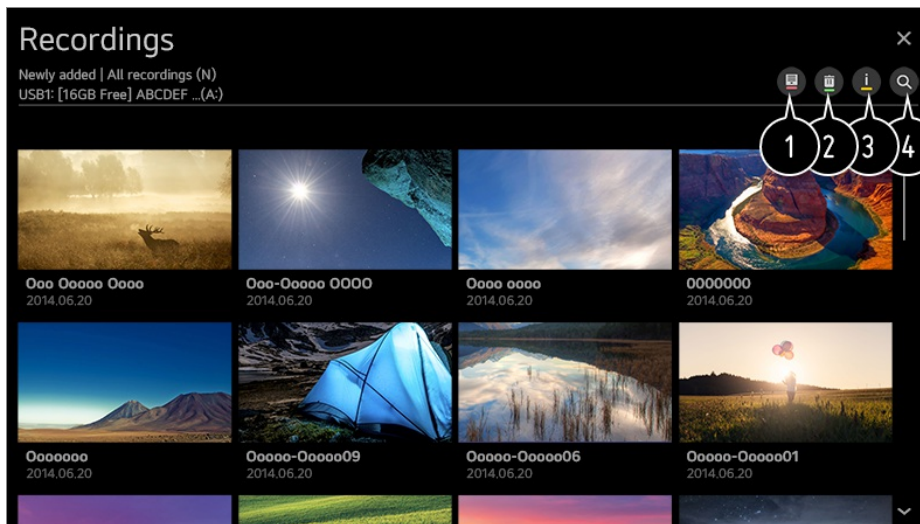 Recordings
Newly added | All recordings (N)
USB1: [16GB Free] ABCDEF ...(A:)
1 2 3 4
Ooo Ooooo Oooo
2014.06.20
Ooo-Ooooo OOOO
2014.06.20
Oooo oooo
2014.06.20
OOOOOOO
2014.06.20
Ooooooo
2014.06.20
Ooooo-Ooooo09
2014.06.20
Ooooo-Ooooo06
2014.06.20
Ooooo-Ooooo01
2014.06.20